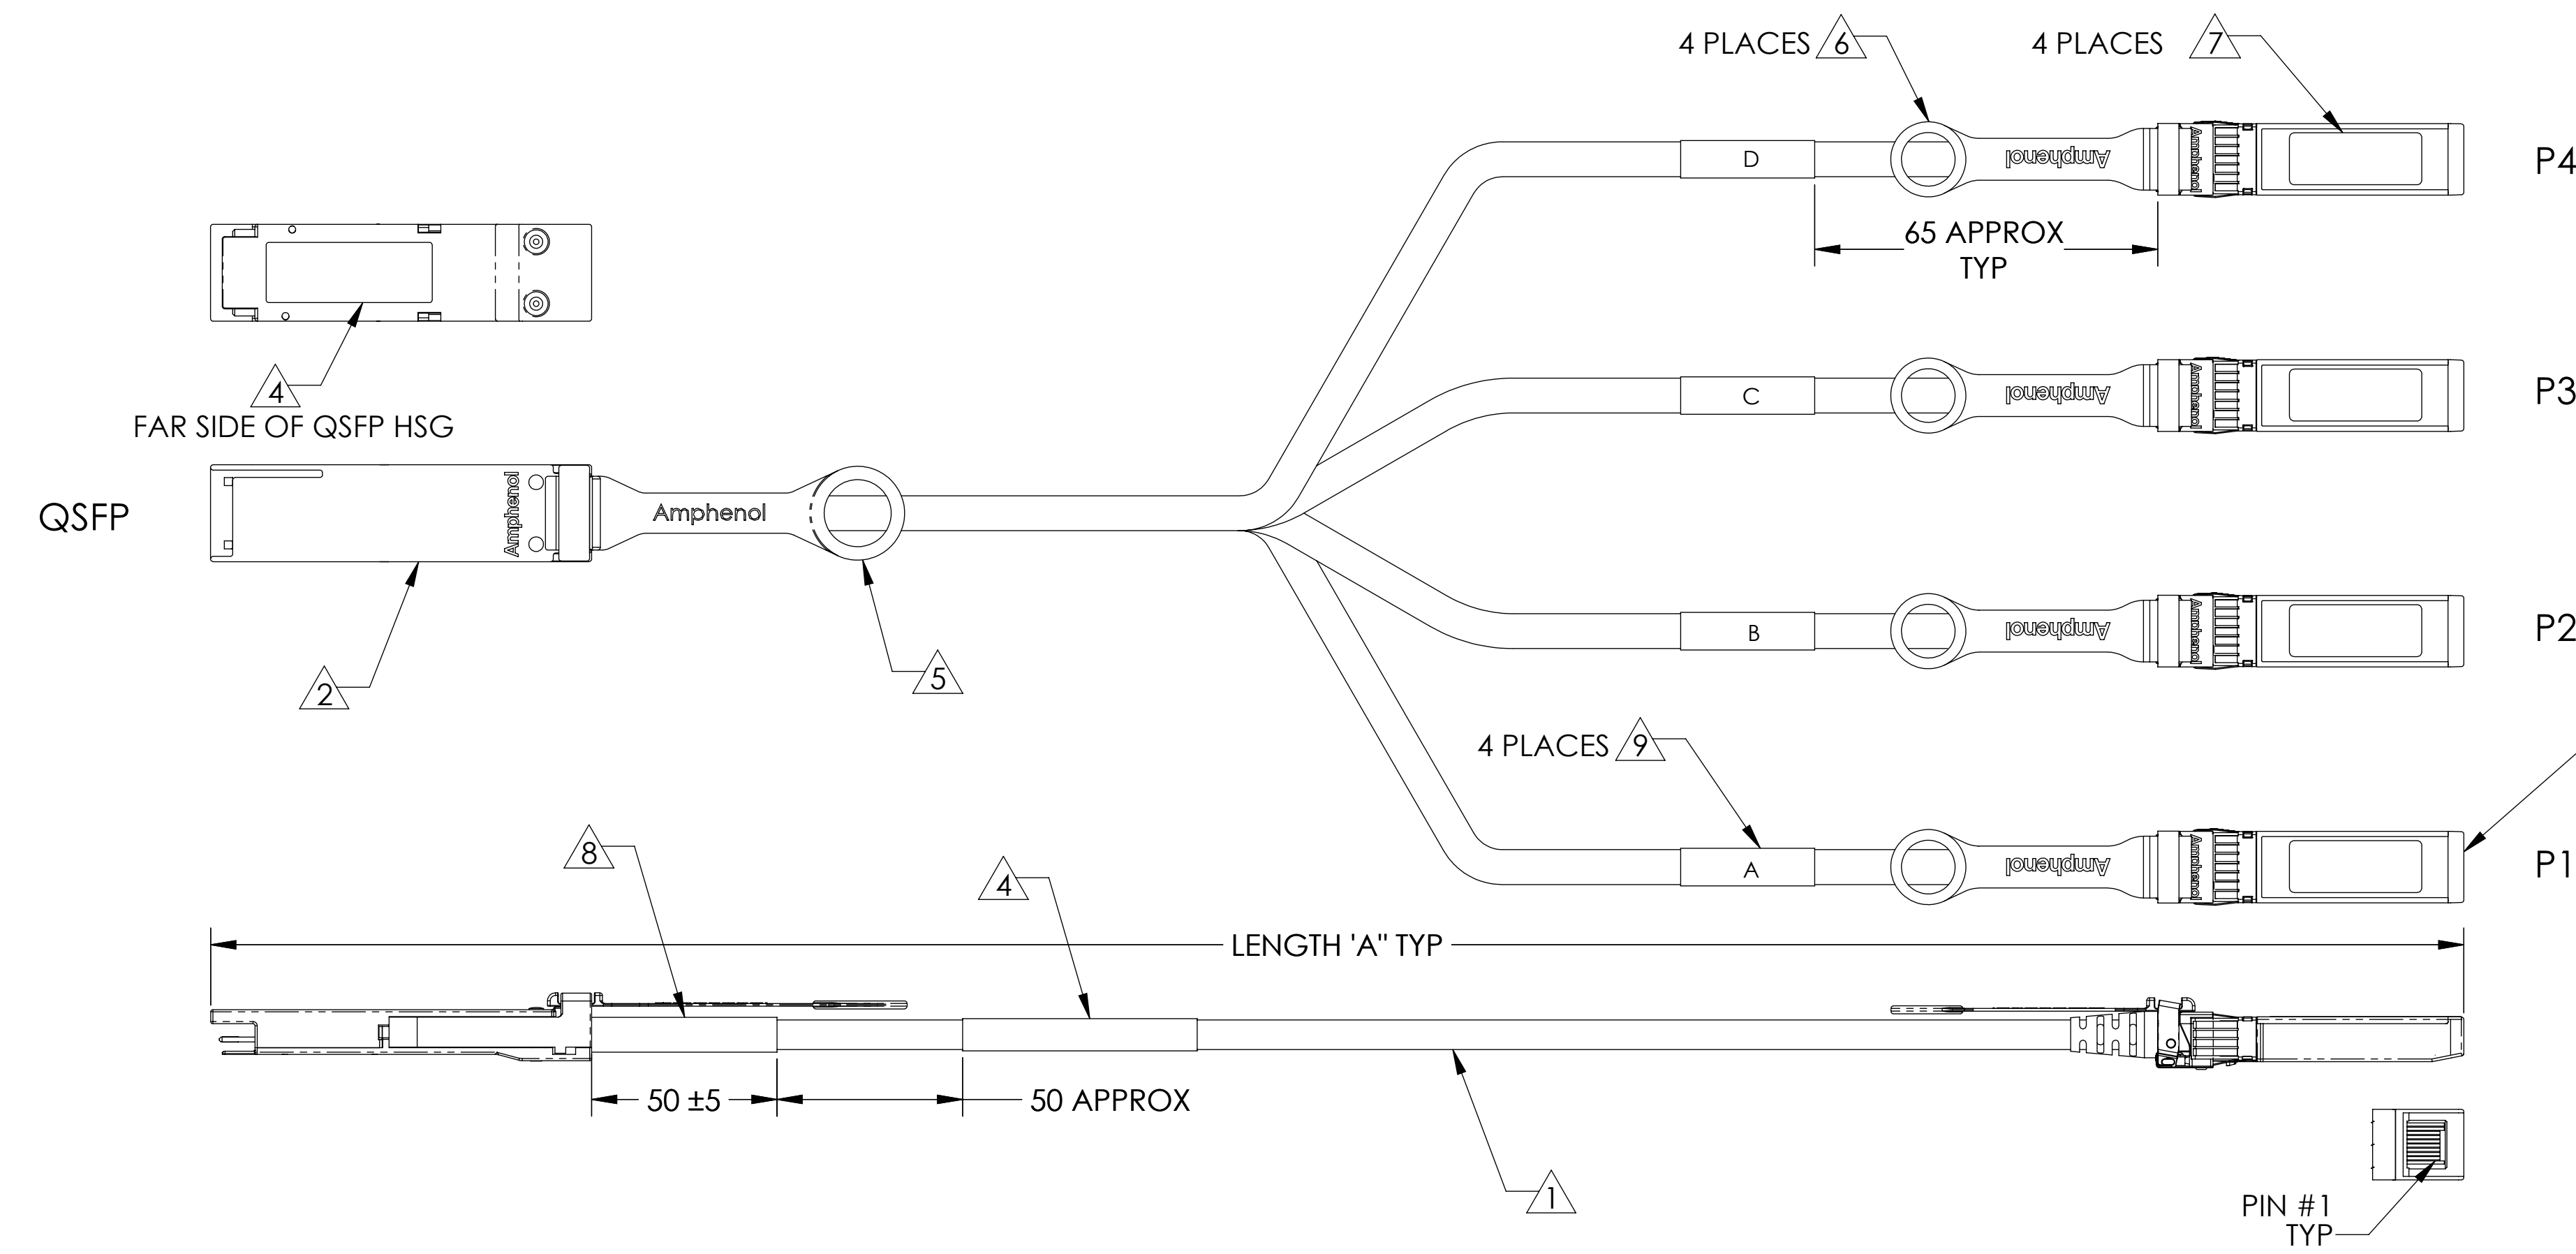 4 PLACES 6
4 PLACES 7
D
Amphenol
Amphenol
P4
65 APPROX
TYP
4
FAR SIDE OF QSFP HSG
C
Amphenol
Amphenol
P3
QSFP
Amphenol
Amphenol
5
2
B
Amphenol
Amphenol
P2
4 PLACES 9
A
Amphenol
Amphenol
P1
8
4
LENGTH 'A" TYP
50 ±5
50 APPROX
1
PIN #1
TYP